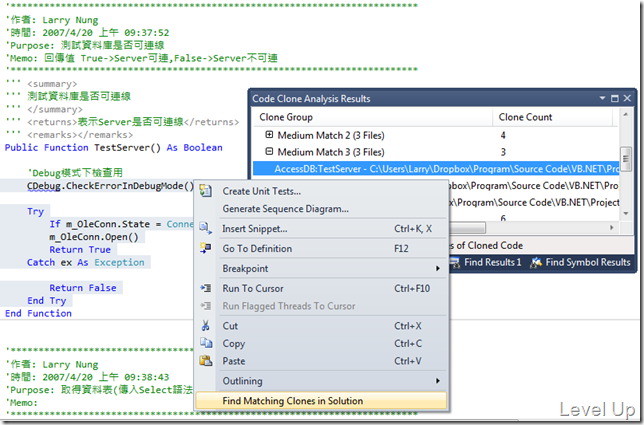 '******************************************************************
'作者: Larry Nung
'時間: 2007/4/20 上午 09:37:52
'Purpose: 測試資料庫是否可連線
'Memo: 回傳值 True->Server可連,False->Server不可連
'******************************************************************
''' <summary>
''' 測試資料庫是否可連線
''' </summary>
''' <returns>表示Server是否可連線</returns>
''' <remarks></remarks>
Public Function TestServer() As Boolean
'Debug模式下檢查用
CDebug.CheckErrorInDebugMode()
Try
If m_OleConn.State = Conne
m_OleConn.Open()
Return True
Catch ex As Exception
Return False
End Try
End Function
'******************************************************************
'作者: Larry Nung
'時間: 2007/4/20 上午 09:38:43
'Purpose: 取得資料表(傳入Select語法
'Memo:
'******************************************************************
Code Clone Analysis Results
Clone Group Clone Count
Medium Match 2 (3 Files) 4
Medium Match 3 (3 Files) 3
AccessDB:TestServer - C:\Users\Larry\Dropbox\Program\Source Code\VB.NET\Project
pbox\Program\Source Code\VB.NET\Project
pbox\Program\Source Code\VB.NET\Project
6
es of Cloned Code
Find Results 1 Find Symbol Results
Create Unit Tests...
Generate Sequence Diagram...
Insert Snippet... Ctrl+K, X
Go To Definition F12
Breakpoint
Run To Cursor Ctrl+F10
Run Flagged Threads To Cursor
Cut Ctrl+X
Copy Ctrl+C
Paste Ctrl+V
Outlining
Find Matching Clones in Solution
Level Up